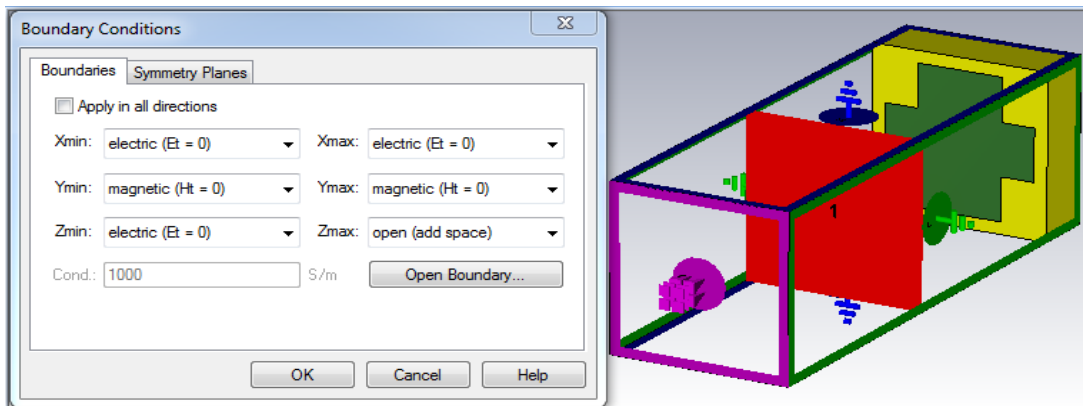 Boundary Conditions
Boundaries Symmetry Planes
Apply in all directions
Xmin: electric (Et = 0) Xmax: electric (Et = 0)
Ymin: magnetic (Ht = 0) Ymax: magnetic (Ht = 0)
Zmin: electric (Et = 0) Zmax: open (add space)
Cond.: 1000 S/m Open Boundary...
OK Cancel Help
1